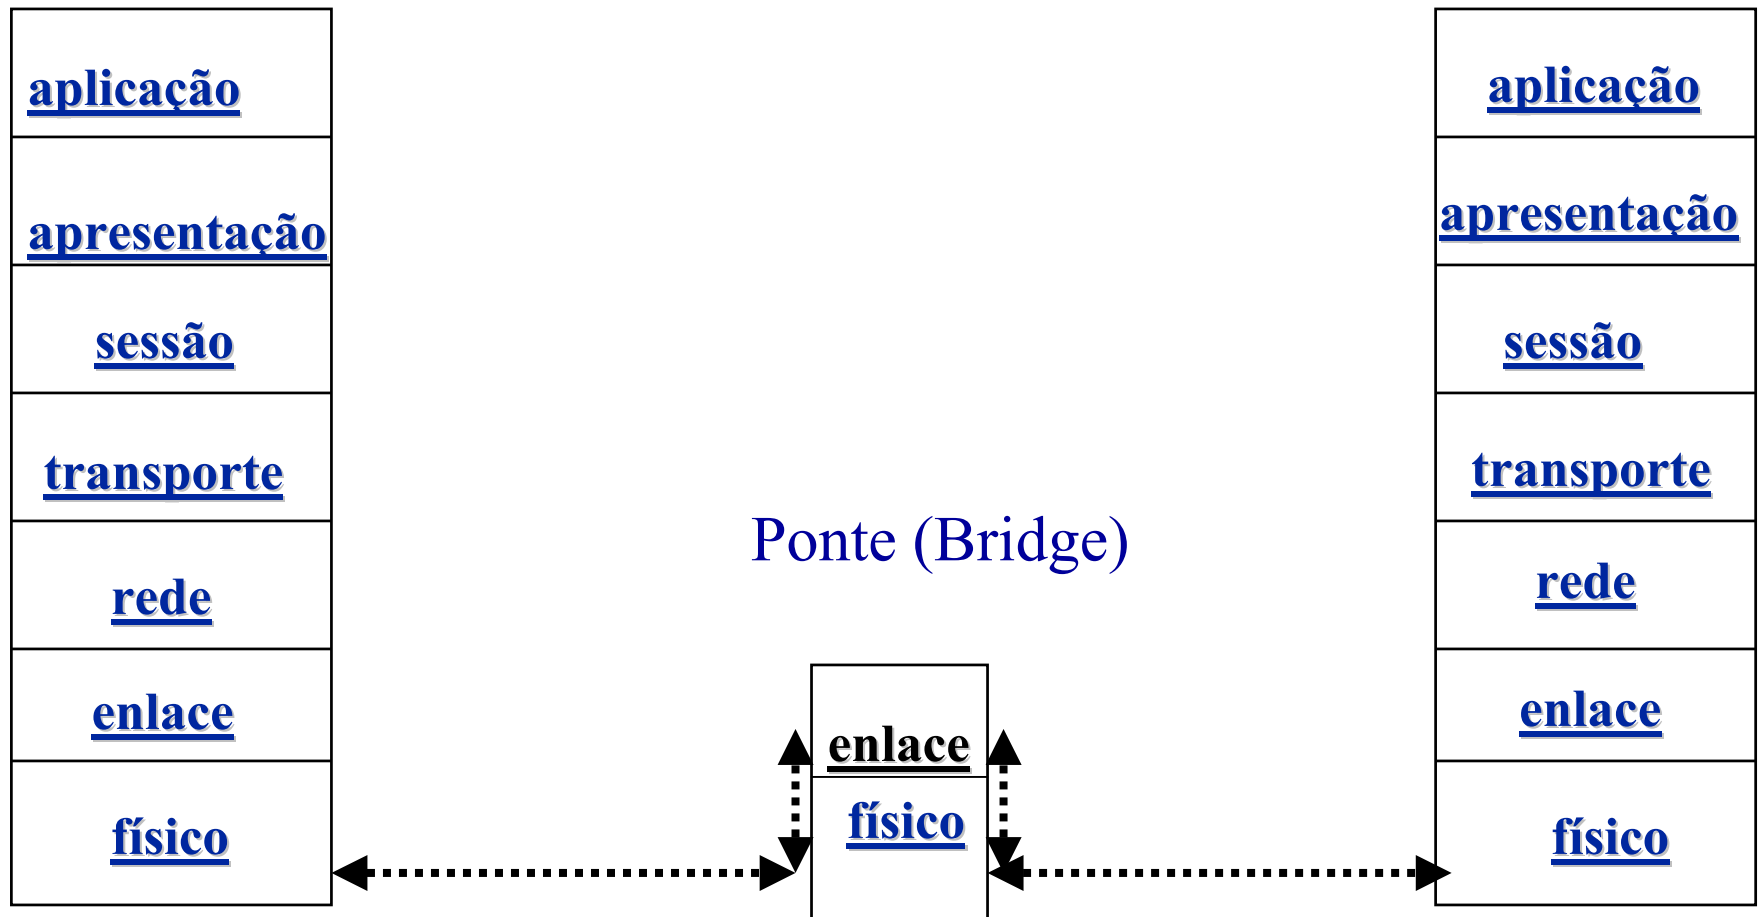 aplicação
apresentação
sessão
transporte
rede
enlace
físico
Ponte (Bridge)
enlace
físico
aplicação
apresentação
sessão
transporte
rede
enlace
físico